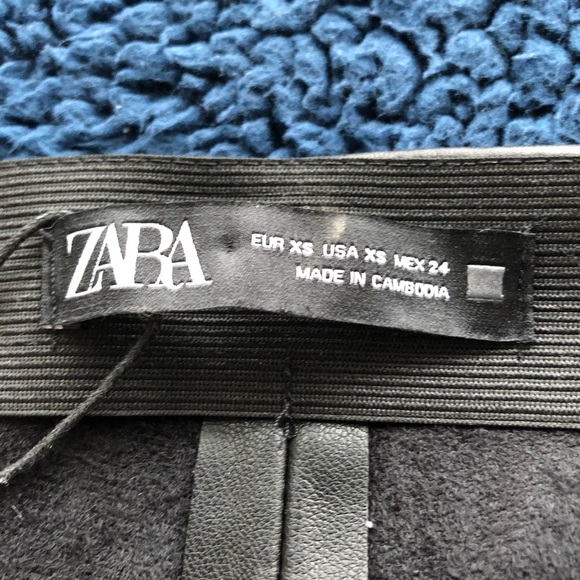 ZARA
EUR XS USA XS MEX 24
MADE IN CAMBODIA